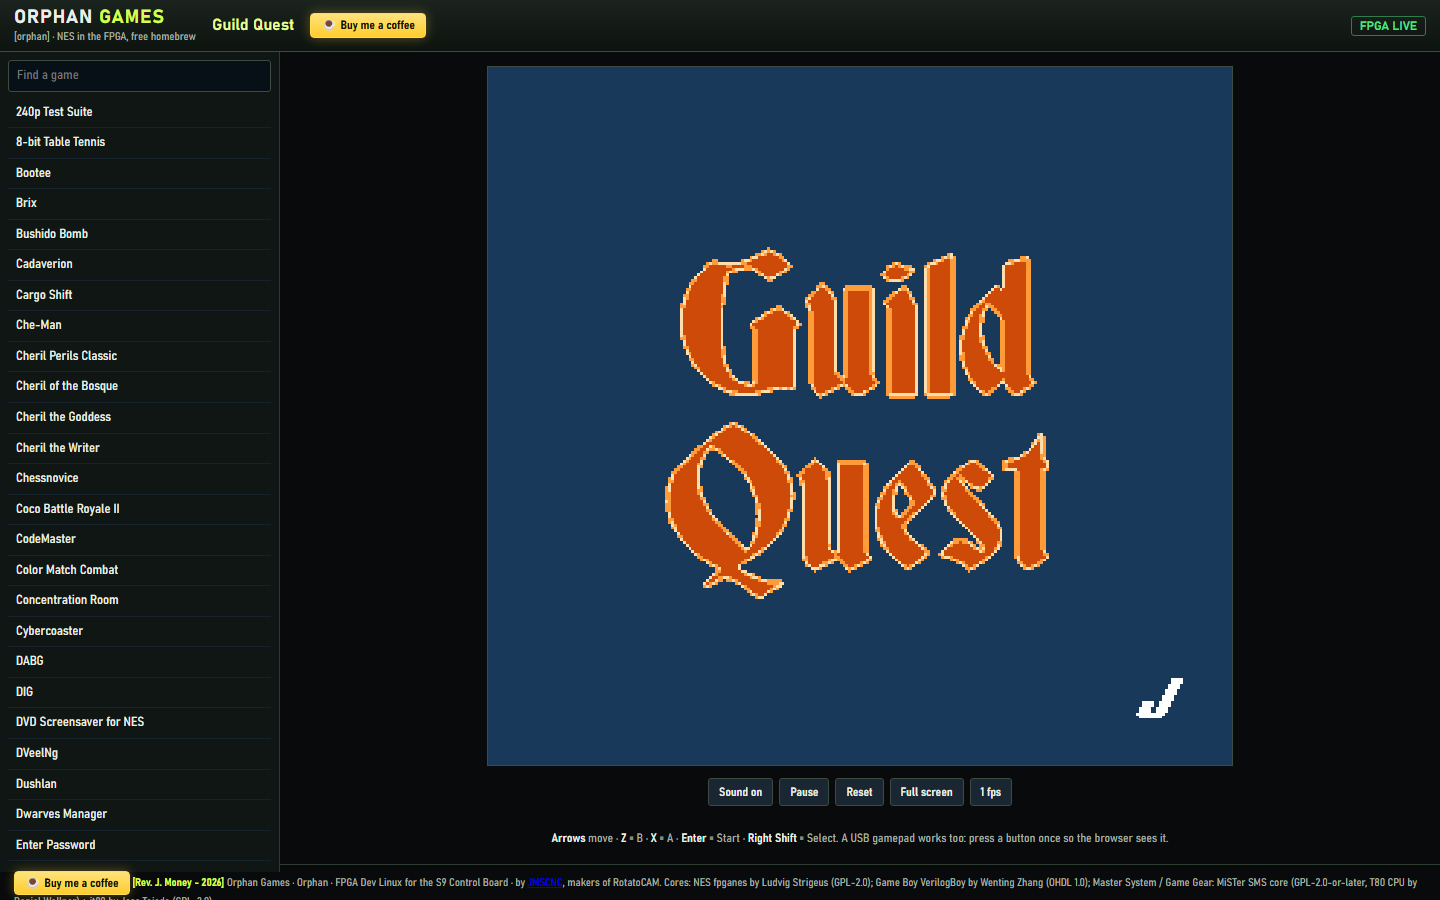 ORPHAN GAMES
[orphan] · NES in the FPGA, free homebrew
Guild Quest
Buy me a coffee
FPGA LIVE
Find a game
240p Test Suite
8-bit Table Tennis
Bootee
Brix
Bushido Bomb
Cadaverion
Cargo Shift
Che-Man
Cheril Perils Classic
Cheril of the Bosque
Cheril the Goddess
Cheril the Writer
Chessnovice
Coco Battle Royale II
CodeMaster
Color Match Combat
Concentration Room
Cybercoaster
DABG
DIG
DVD Screensaver for NES
DVeelNg
Dushlan
Dwarves Manager
Enter Password
Guild
Quest
J
Sound on
Pause
Reset
Full screen
1 fps
Arrows move · Z = B · X = A · Enter = Start · Right Shift = Select. A USB gamepad works too: press a button once so the browser sees it.
Buy me a coffee
[Rev. J. Money - 2026] Orphan Games · Orphan · FPGA Dev Linux for the S9 Control Board · by JMSCNC, makers of RotatoCAM. Cores: NES fpganes by Ludvig Strigeus (GPL-2.0); Game Boy VerilogBoy by Wenting Zhang (OHDL 1.0); Master System / Game Gear: MiSTer SMS core (GPL-2.0-or-later, T80 CPU by